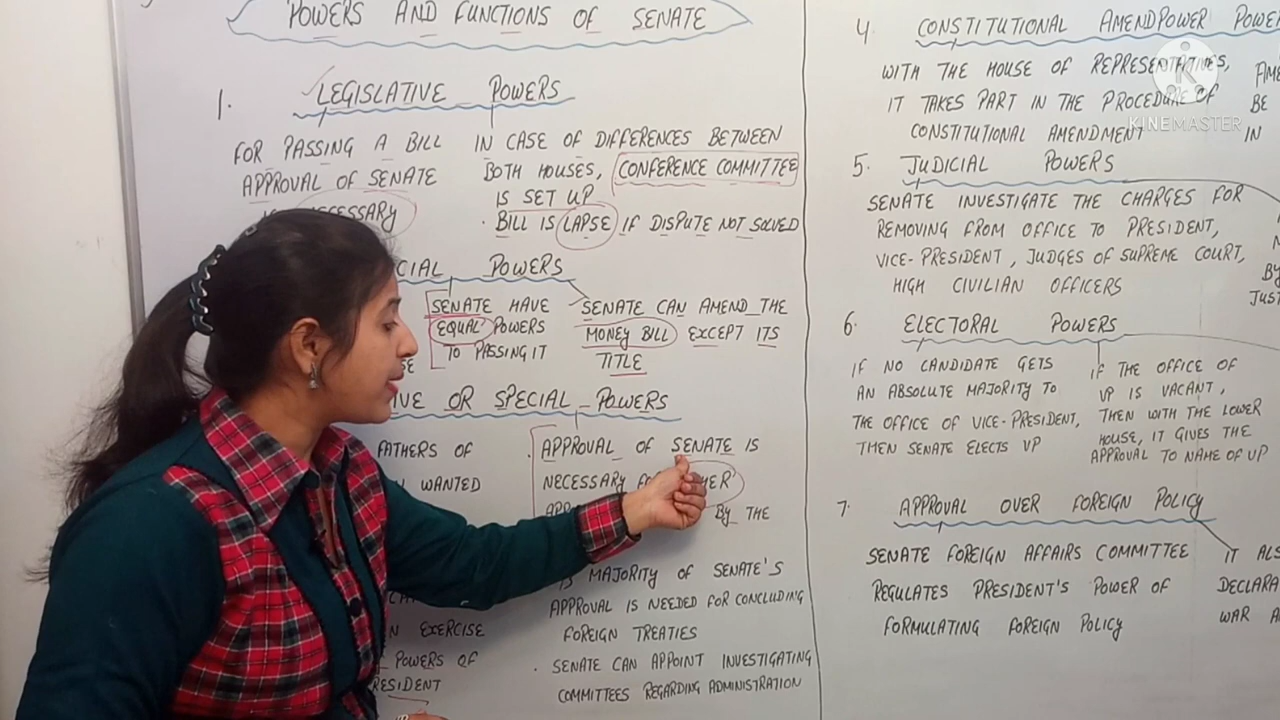 POWERS AND FUNCTIONS OF SENATE
1. LEGISLATIVE POWERS
FOR PASSING A BILL
APPROVAL OF SENATE
NECESSARY
IN CASE OF DIFFERENCES BETWEEN
BOTH HOUSES, CONFERENCE COMMITTEE
IS SET UP
· BILL IS LAPSE IF DISPUTE NOT SOLVED
POWERS
SENATE HAVE
EQUAL POWERS
TO PASSING IT
SENATE CAN AMEND THE
MONEY BILL EXCEPT ITS
TITLE
OR SPECIAL POWERS
FATHERS OF
WANTED
EXERCISE
POWERS OF
· APPROVAL OF SENATE IS
NECESSARY
BY THE
MAJORITY OF SENATE'S
APPROVAL IS NEEDED FOR CONCLUDING
FOREIGN TREATIES
· SENATE CAN APPOINT INVESTIGATING
COMMITTEES REGARDING ADMINISTRATION
4 CONSTITUTIONAL AMENDPOWER POWER
WITH THE HOUSE OF REPRESENTATIVES,
IT TAKES PART IN THE PROCEDURE OF
CONSTITUTIONAL AMENDMENT
BE
IN
5. JUDICIAL POWERS
SENATE INVESTIGATE THE CHARGES FOR
REMOVING FROM OFFICE TO PRESIDENT,
VICE-PRESIDENT, JUDGES OF SUPREME COURT,
HIGH CIVILIAN OFFICERS
BY
6. ELECTORAL POWERS
IF NO CANDIDATE GETS
AN ABSOLUTE MAJORITY TO
THE OFFICE OF VICE-PRESIDENT,
THEN SENATE ELECTS VP
IF THE OFFICE OF
VP IS VACANT,
THEN WITH THE LOWER
HOUSE, IT GIVES THE
APPROVAL TO NAME OF VP
7. APPROVAL OVER FOREIGN POLICY
SENATE FOREIGN AFFAIRS COMMITTEE
REGULATES PRESIDENT'S POWER OF
FORMULATING FOREIGN POLICY
IT
WAR
KINEMASTER